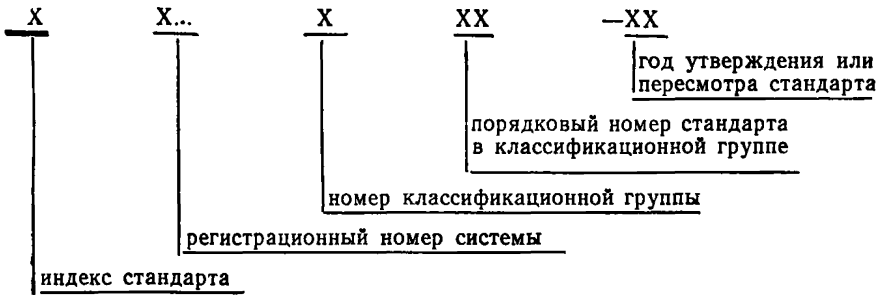 X X... X XX —XX
год утверждения или
пересмотра стандарта
порядковый номер стандарта
в классификационной группе
номер классификационной группы
регистрационный номер системы
индекс стандарта